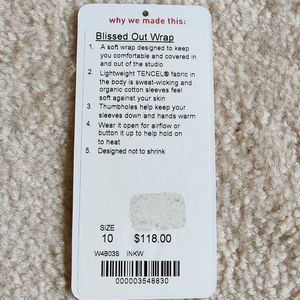 why we made this:
Blissed Out Wrap
1. A soft wrap designed to keep
you comfortable and covered in
and out of the studio
2. Lightweight TENCEL® fabric in
the body is sweat-wicking and
organic cotton sleeves feel
soft against your skin
3. Thumbholes help keep your
sleeves down and hands warm
4. Wear it open for airflow or
button it up to help hold on
to heat
5. Designed not to shrink
SIZE
10 $118.00
W4B03S INKW
000003546830